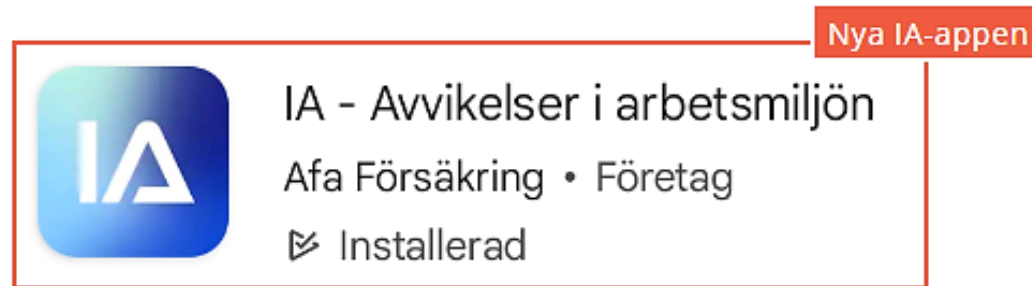 Nya IA-appen
IA
IA - Avvikelser i arbetsmiljön
Afa Försäkring • Företag
Installerad